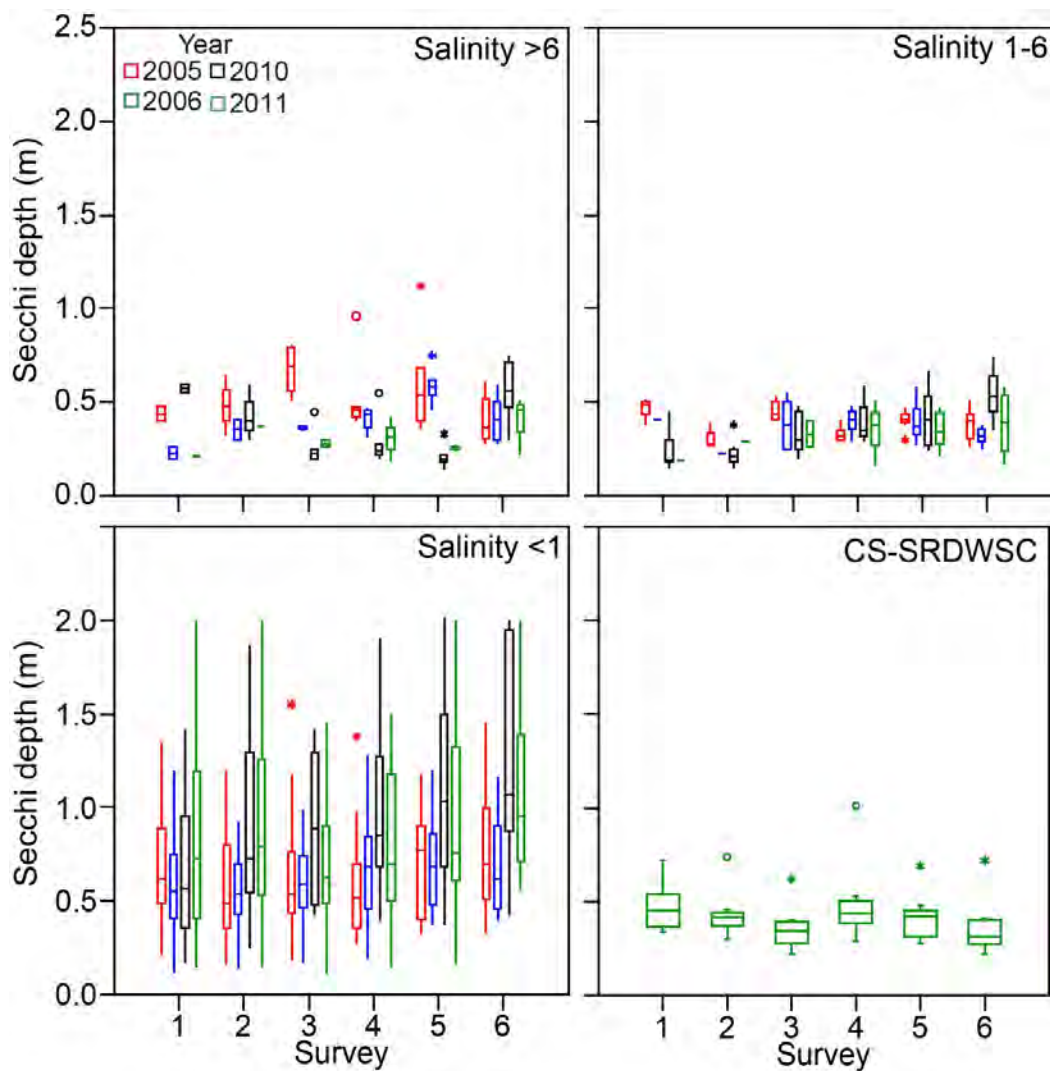 Year
2005 2010
2006 2011
Salinity >6
Salinity 1-6
Secchi depth (m)
2.5
2.0
1.5
1.0
0.5
0.0
Salinity <1
CS-SRDWSC
Secchi depth (m)
2.0
1.5
1.0
0.5
0.0
1 2 3 4 5 6
Survey
1 2 3 4 5 6
Survey